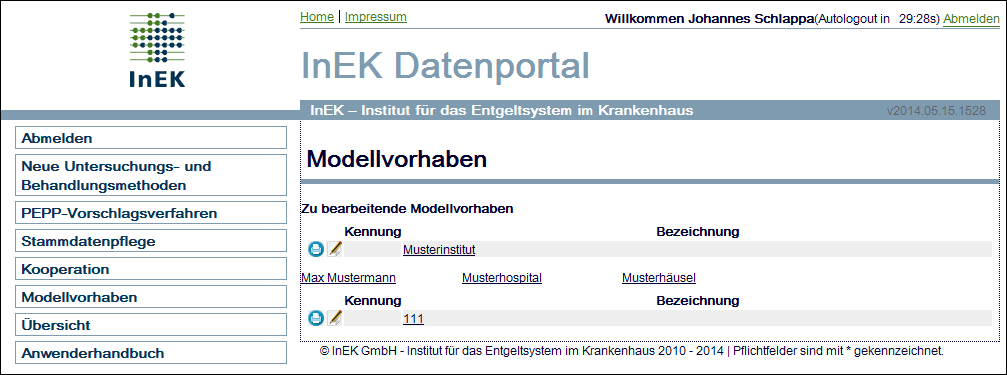 Home | Impressum
Willkommen Johannes Schlappa(Autologout in 29:28s) Abmelden
InEK
InEK Datenportal
InEK – Institut für das Entgeltsystem im Krankenhaus
v2014.05.15.1528
Abmelden
Neue Untersuchungs- und
Behandlungsmethoden
PEPP-Vorschlagsverfahren
Stammdatenpflege
Kooperation
Modellvorhaben
Übersicht
Anwenderhandbuch
Modellvorhaben
Zu bearbeitende Modellvorhaben
Kennung Bezeichnung
Musterinstitut
Max Mustermann Musterhospital Musterhäusel
Kennung Bezeichnung
111
© InEK GmbH - Institut für das Entgeltsystem im Krankenhaus 2010 - 2014 | Pflichtfelder sind mit * gekennzeichnet.